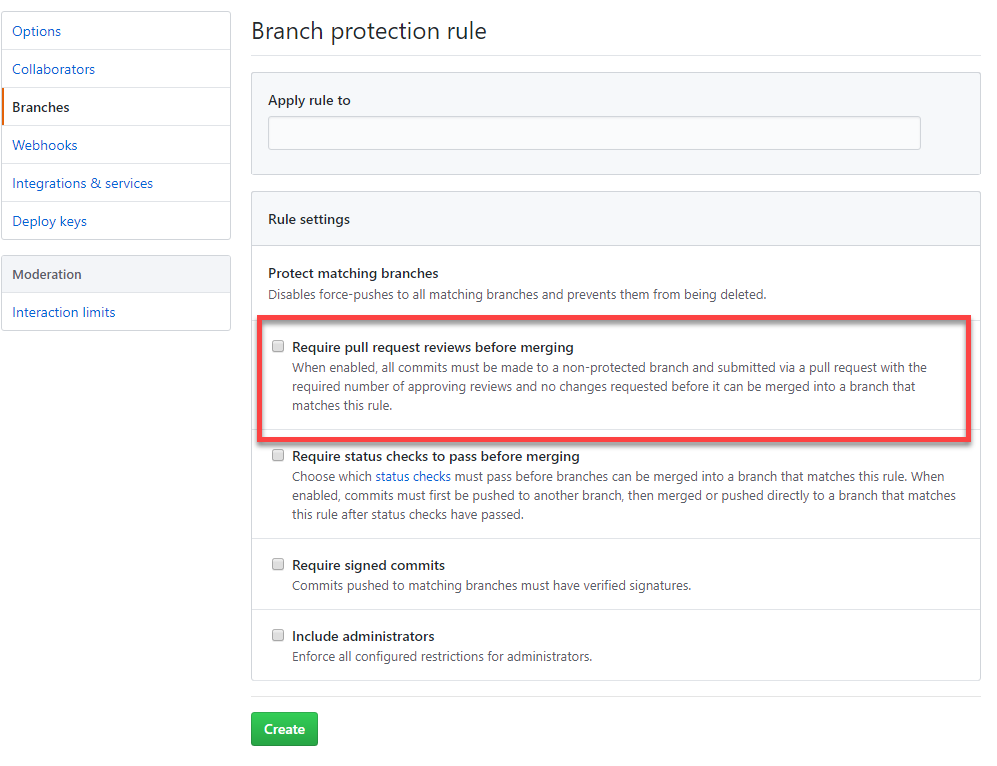 Options
Collaborators
Branches
Webhooks
Integrations & services
Deploy keys
Moderation
Interaction limits
Branch protection rule
Apply rule to
Rule settings
Protect matching branches
Disables force-pushes to all matching branches and prevents them from being deleted.
Require pull request reviews before merging
When enabled, all commits must be made to a non-protected branch and submitted via a pull request with the
required number of approving reviews and no changes requested before it can be merged into a branch that
matches this rule.
Require status checks to pass before merging
Choose which status checks must pass before branches can be merged into a branch that matches this rule. When
enabled, commits must first be pushed to another branch, then merged or pushed directly to a branch that matches
this rule after status checks have passed.
Require signed commits
Commits pushed to matching branches must have verified signatures.
Include administrators
Enforce all configured restrictions for administrators.
Create